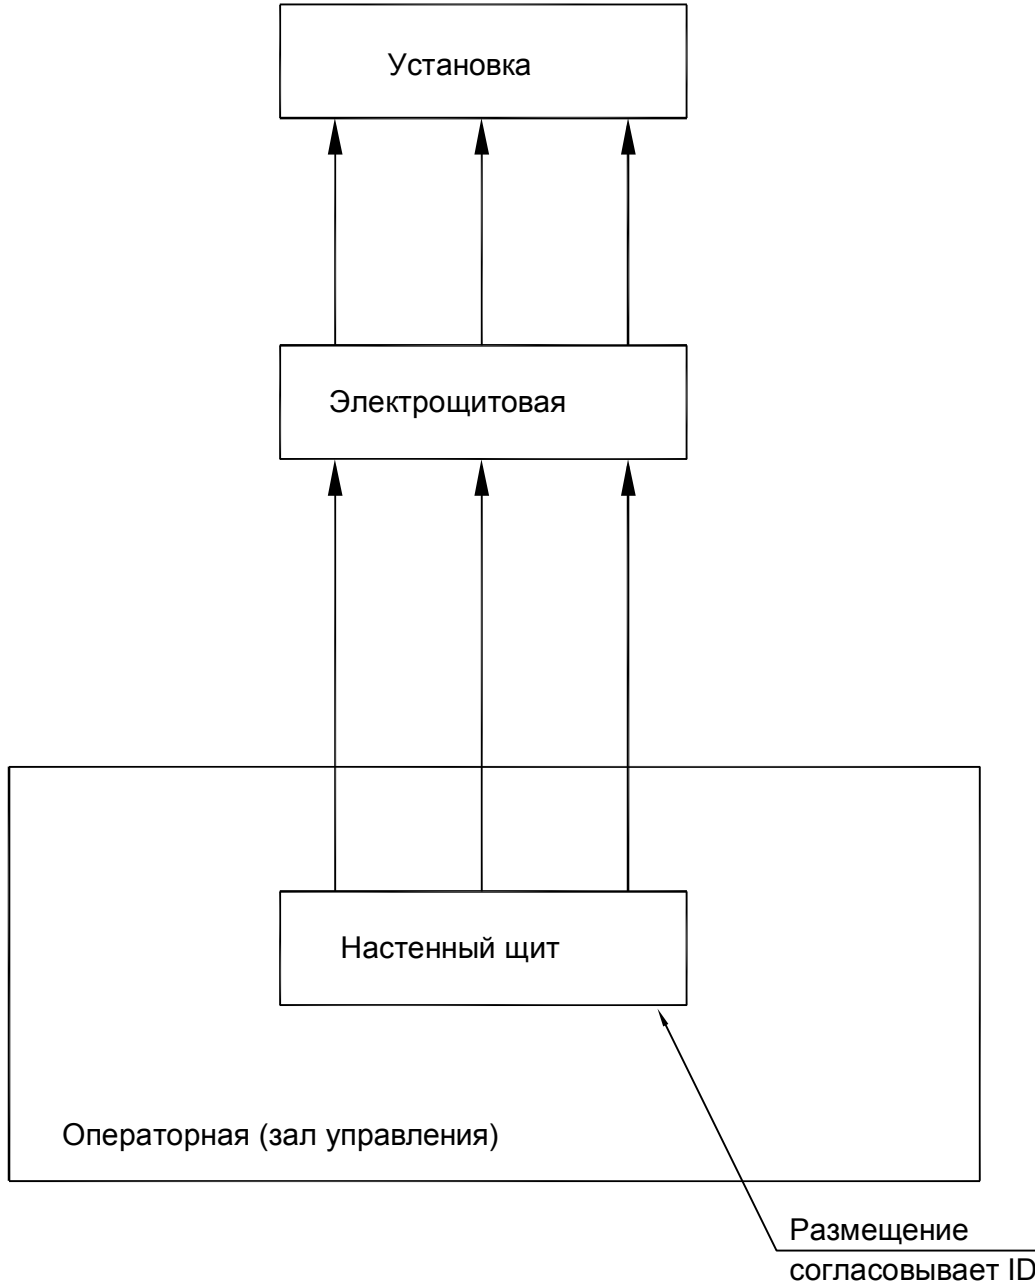 Установка
Электрощитовая
Настенный щит
Операторная (зал управления)
Размещение
согласовывает ID